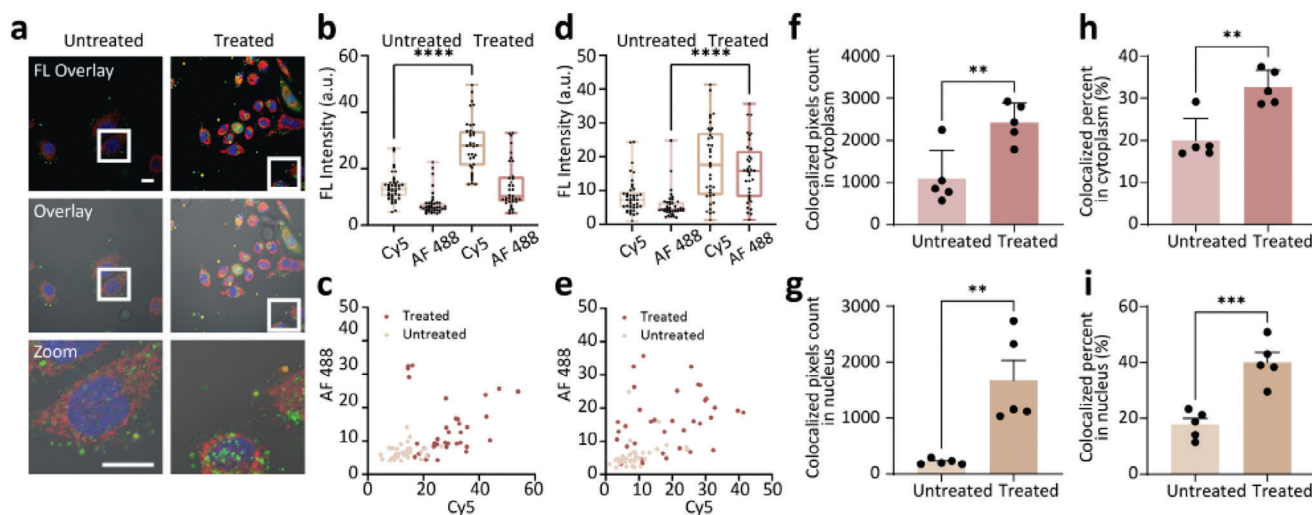 a
Untreated Treated
FL Overlay
Overlay
Zoom
b
Untreated Treated
****
FL Intensity (a.u.)
60
40
20
0
Cy5 AF 488 Cy5 AF 488
c
AF 488
50
40
30
20
10
0
Treated
Untreated
0 20 40 60
Cy5
d
Untreated Treated
****
FL Intensity (a.u.)
50
40
30
20
10
0
Cy5 AF 488 Cy5 AF 488
e
AF 488
50
40
30
20
10
0
Treated
Untreated
0 10 20 30 40 50
Cy5
f
Colocalized pixels count
in cytoplasm
4000
3000
2000
1000
0
**
Untreated Treated
g
Colocalized pixels count
in nucleus
3000
2000
1000
0
**
Untreated Treated
h
Colocalized percent
in cytoplasm (%)
40
30
20
10
0
**
Untreated Treated
i
Colocalized percent
in nucleus (%)
60
40
20
0
***
Untreated Treated